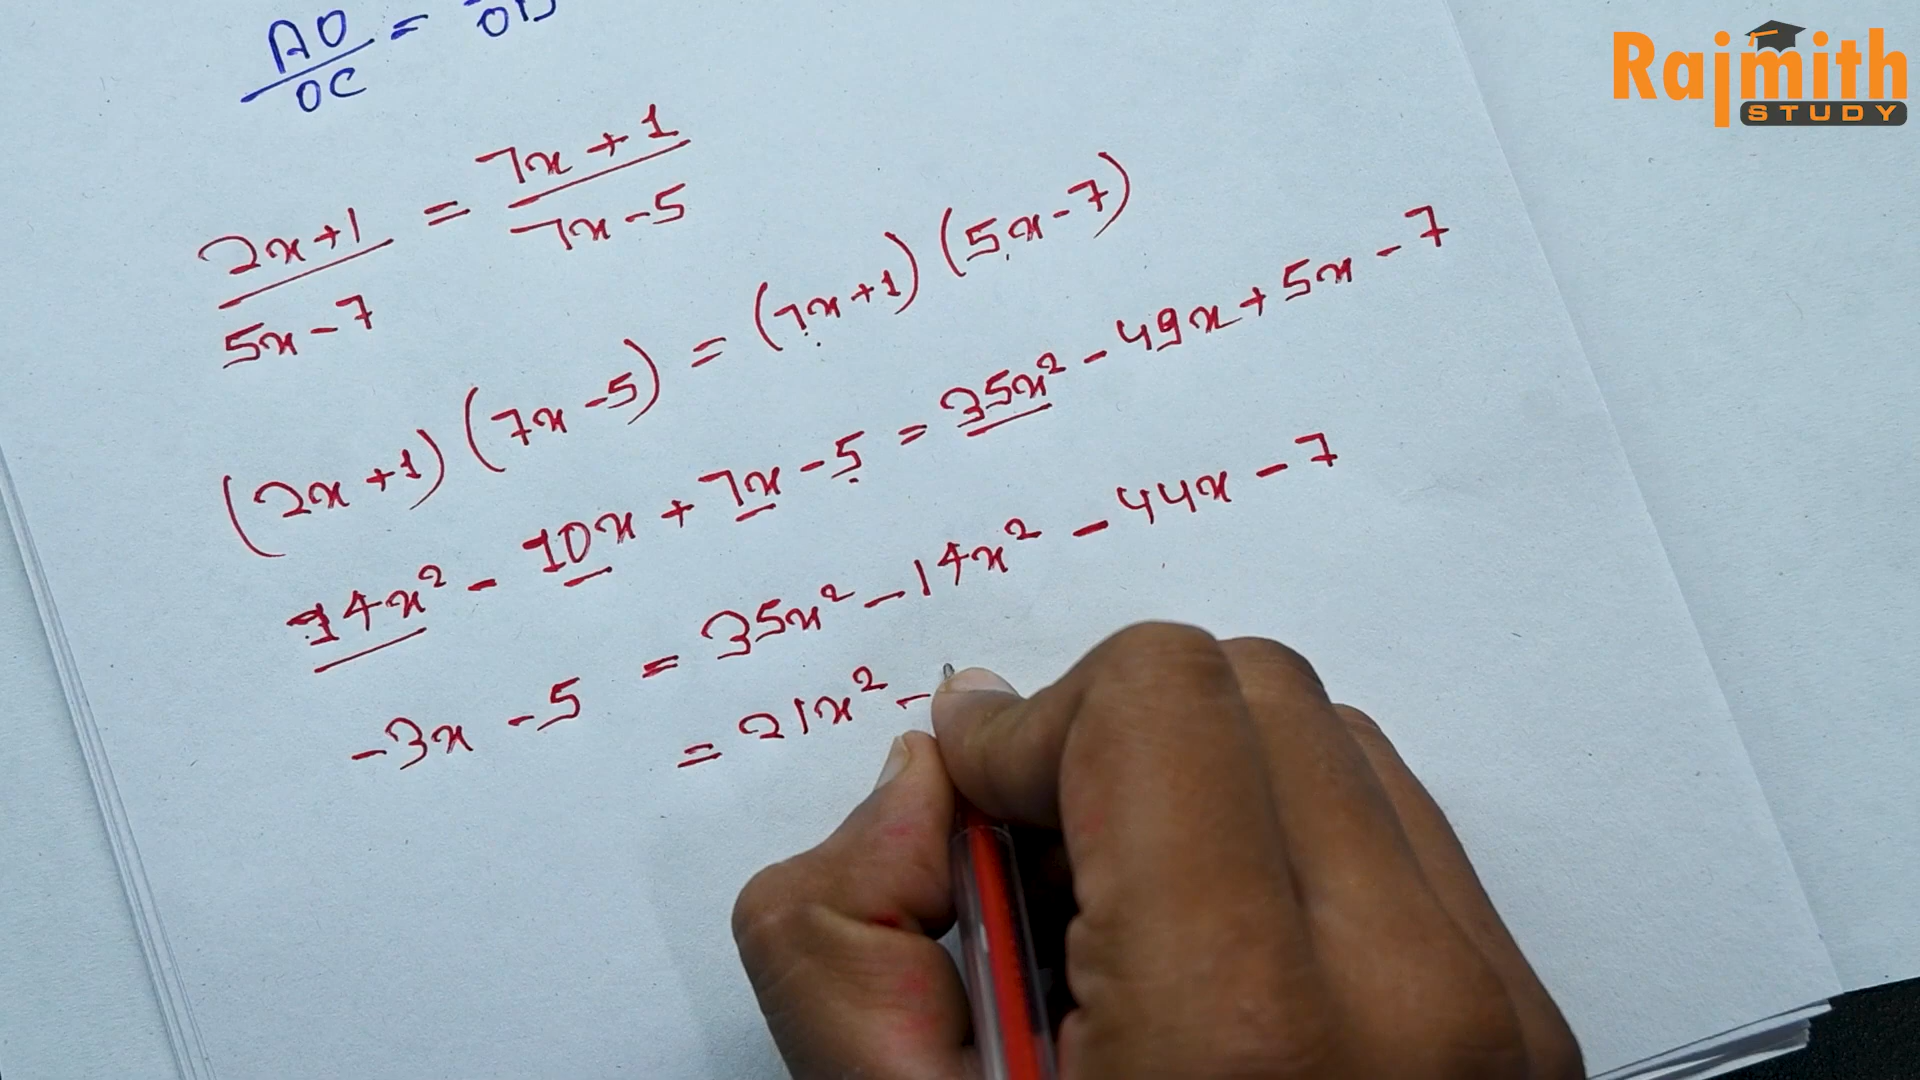 AO/OC =
(2x+1)/(5x-7) = (7x+1)/(7x-5)
(2x+1)(7x-5) = (7x+1)(5x-7)
14x² - 10x + 7x - 5 = 35x² - 49x + 5x - 7
-3x - 5 = 35x² - 14x² - 44x - 7
= 21x² -
Rajmith
STUDY